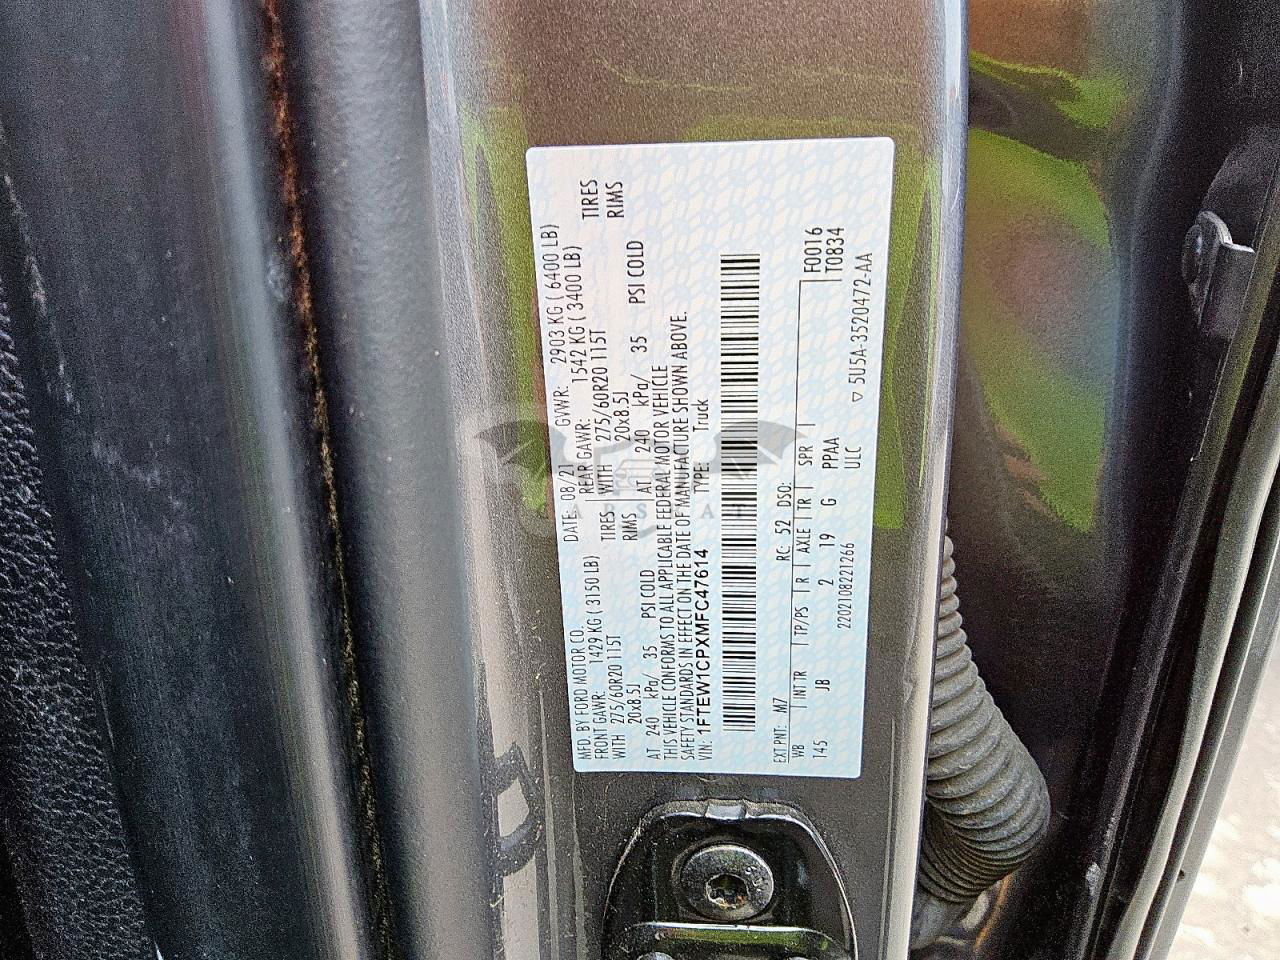 MFD. BY FORD MOTOR CO. DATE: 08/21 GVWR: 2903 KG ( 6400 LB)
FRONT GAWR: 1429 KG ( 3150 LB) REAR GAWR: 1542 KG ( 3400 LB)
WITH 275/60R20 115T TIRES WITH 275/60R20 115T TIRES
20x8.5J RIMS 20x8.5J RIMS
AT 240 kPa/ 35 PSI COLD AT 240 kPa/ 35 PSI COLD
THIS VEHICLE CONFORMS TO ALL APPLICABLE FEDERAL MOTOR VEHICLE
SAFETY STANDARDS IN EFFECT ON THE DATE OF MANUFACTURE SHOWN ABOVE.
VIN: 1FTEW1CPXMFC47614 TYPE: Truck
EXT PNT: M7 RC: 52 DSO:
WB INT TR TP/PS R AXLE TR SPR F0016
145 JB 2 19 G PPAA T0834
2202108221266 ULC
▽ 5U5A-3520472-AA